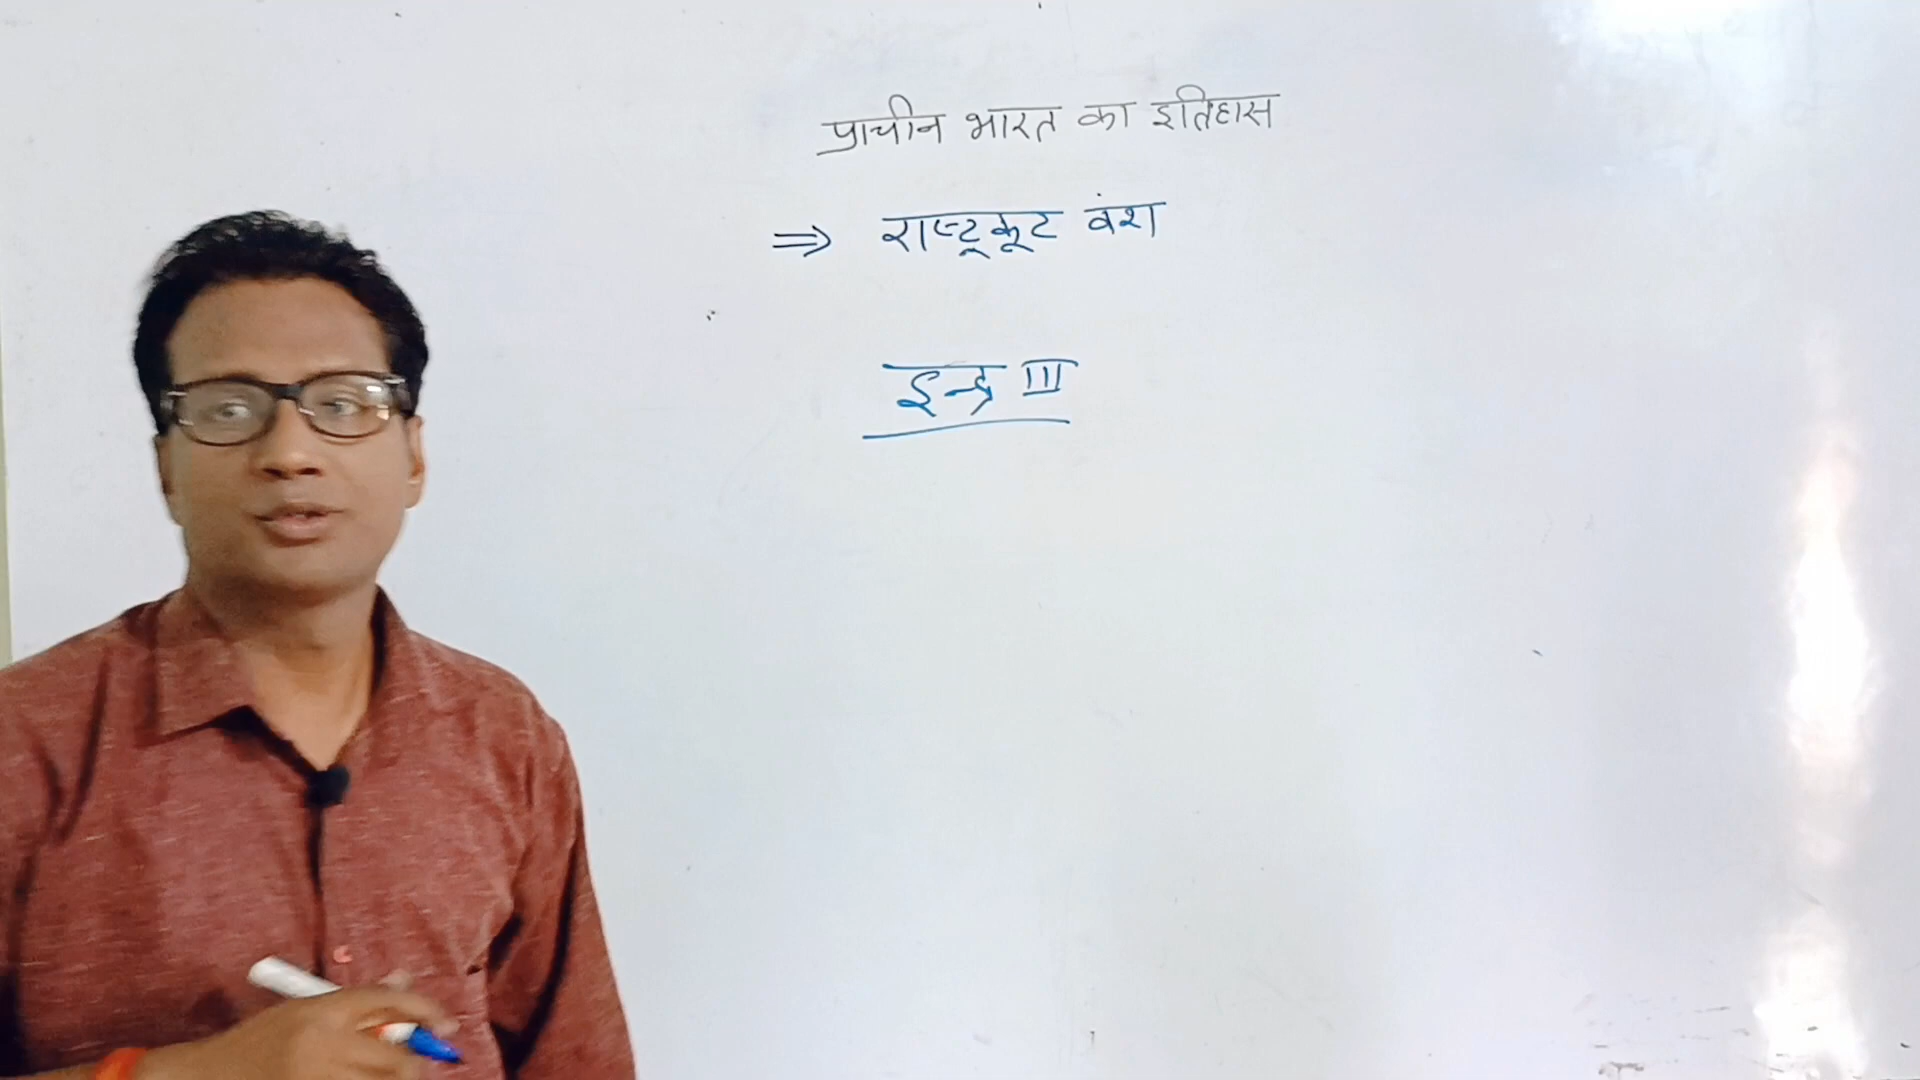 प्राचीन भारत का इतिहास
⇒ राष्ट्रकूट वंश
इन्द्र III